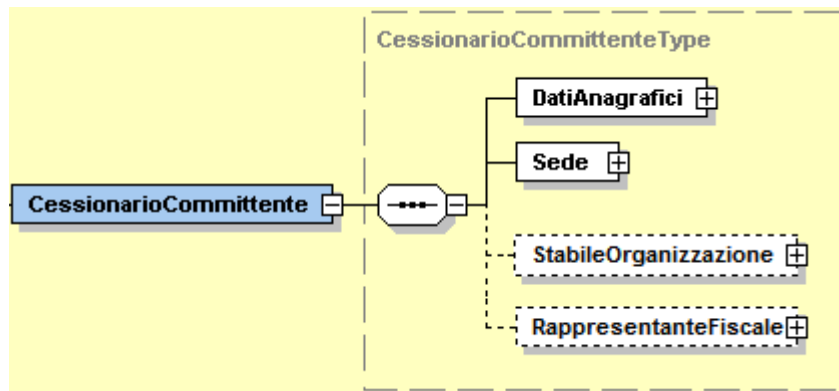 CessionarioCommittenteType
DatiAnagrafici
Sede
CessionarioCommittente
StabileOrganizzazione
RappresentanteFiscale